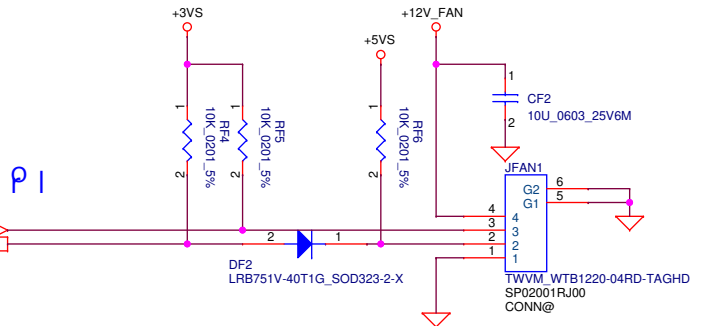 +3VS
+12V_FAN
+5VS
1
CF2
10U_0603_25V6M
2
1
RF4
10K_0201_5%
2
1
RF5
10K_0201_5%
2
1
RF6
10K_0201_5%
2
JFAN1
G2 6
G1 5
4 4
3 3
2 2
1 1
2 1
DF2
LRB751V-40T1G_SOD323-2-X
TWVM_WTB1220-04RD-TAGHD
SP02001RJ00
CONN@